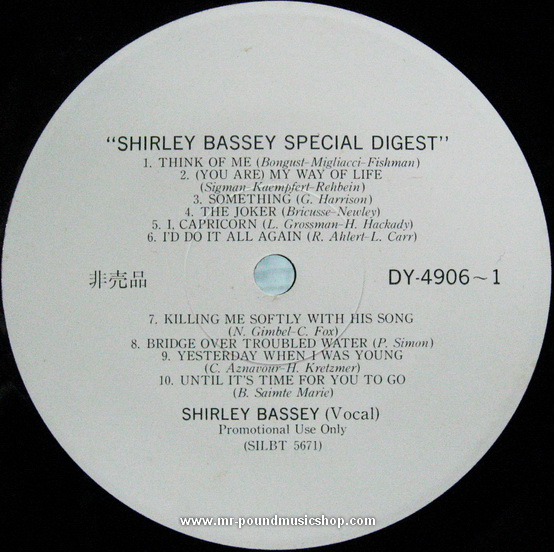 "SHIRLEY BASSEY SPECIAL DIGEST"
1. THINK OF ME (Bongust-Migliacci-Fishman)
2. (YOU ARE) MY WAY OF LIFE
(Sigman-Kaempfert-Rehbein)
3. SOMETHING (G. Harrison)
4. THE JOKER (Bricusse-Newley)
5. I, CAPRICORN (L. Grossman-H. Hackady)
6. I'D DO IT ALL AGAIN (R. Ahlert-L. Carr)
非売品
DY-4906~1
7. KILLING ME SOFTLY WITH HIS SONG
(N. Gimbel-C. Fox)
8. BRIDGE OVER TROUBLED WATER (P. Simon)
9. YESTERDAY WHEN I WAS YOUNG
(C. Aznavour-H. Kretzmer)
10. UNTIL IT'S TIME FOR YOU TO GO
(B. Saimte Marie)
SHIRLEY BASSEY (Vocal)
Promotional Use Only
(SILBT 5671)
www.mr-poundmusicshop.com